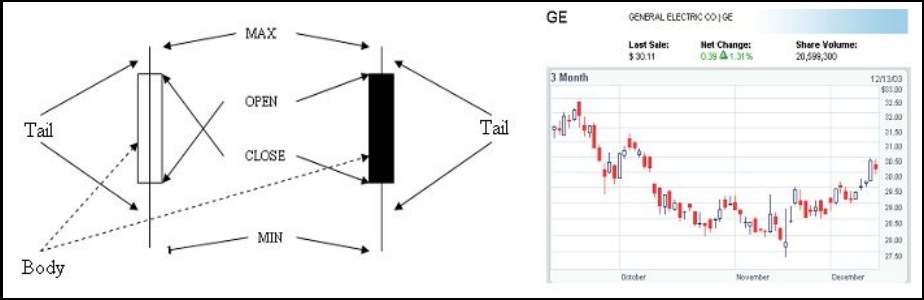 MAX
OPEN
CLOSE
MIN
Tail
Tail
Body
GE
GENERAL ELECTRIC CO | GE
Last Sale: Net Change: Share Volume:
$ 30.11 0.39 1.31% 20,599,300
3 Month 12/13/03
$33.00
32.50
31.50
31.00
30.50
30.00
29.50
29.00
28.50
28.00
27.50
October November December